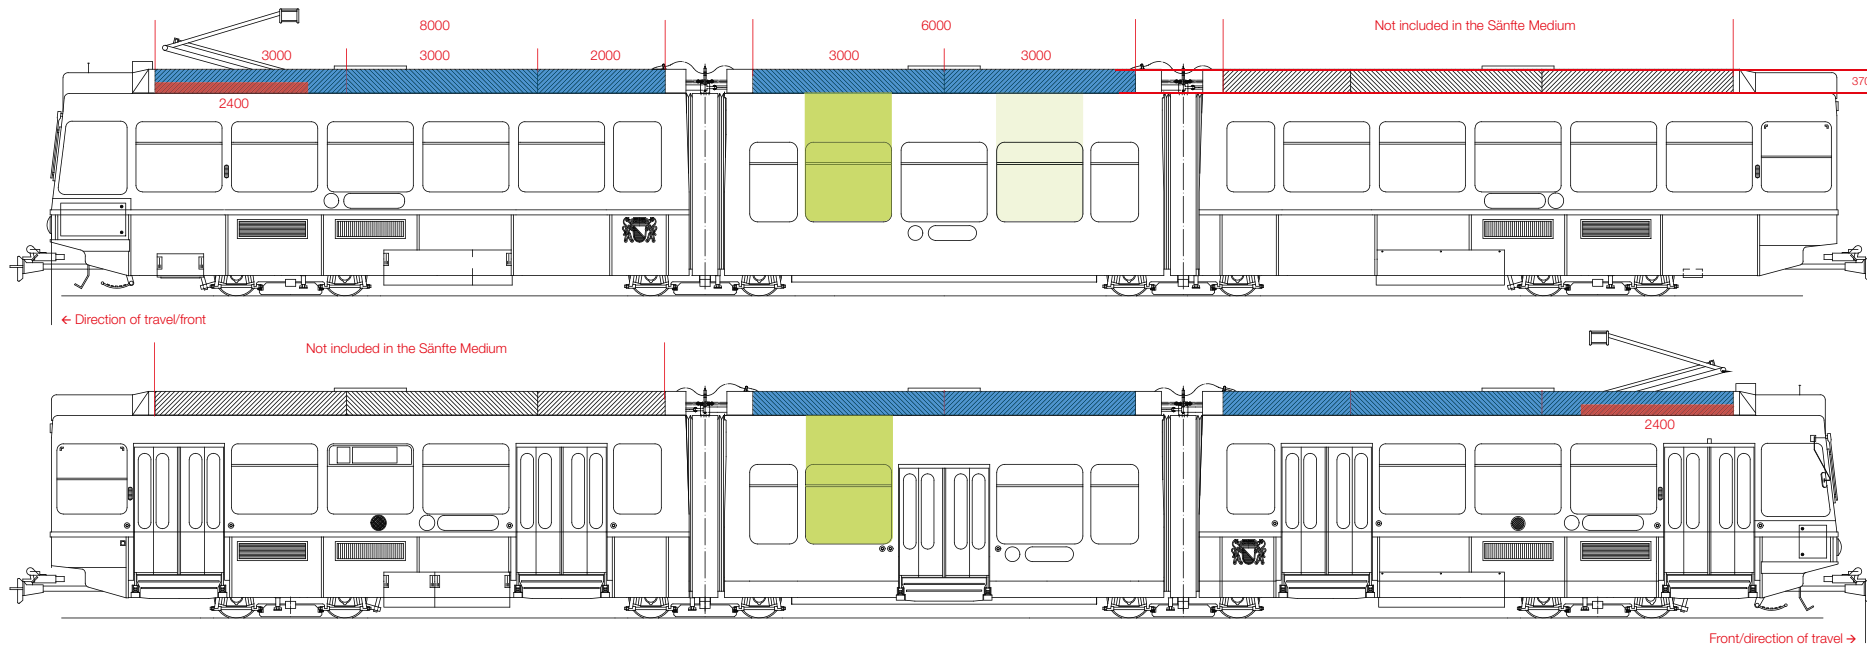 8000
6000
Not included in the Sänfte Medium
3000
3000
2000
3000
3000
370
2400
← Direction of travel/front
Not included in the Sänfte Medium
2400
Front/direction of travel →